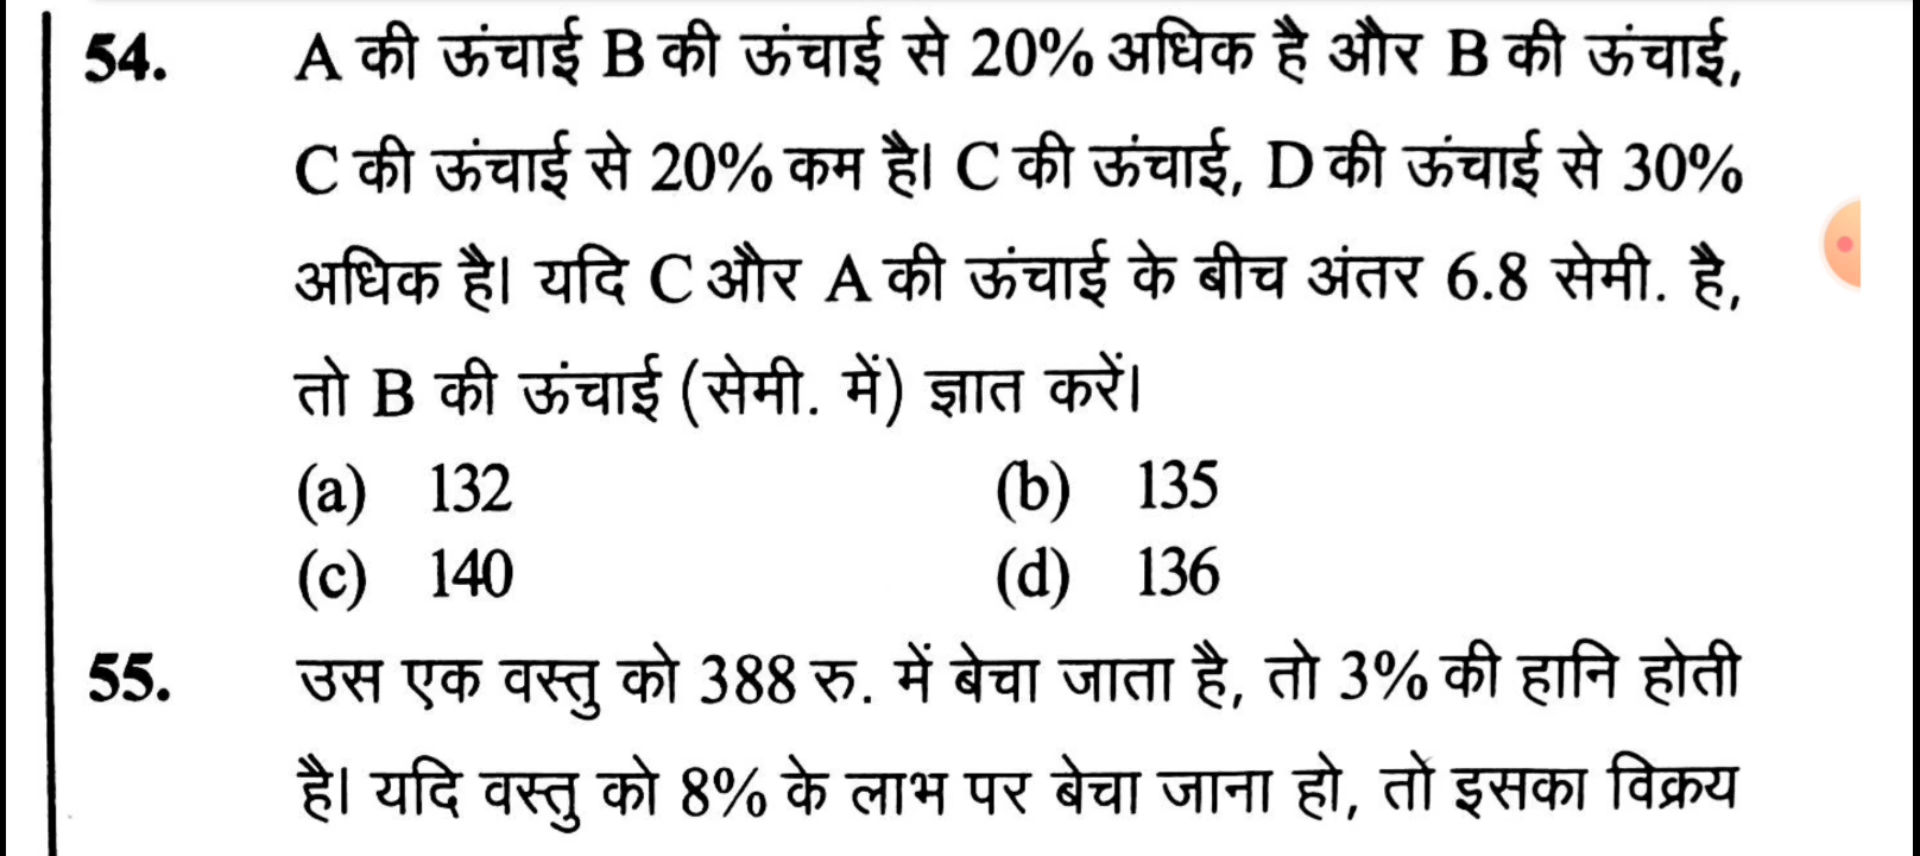 54. A की ऊंचाई B की ऊंचाई से 20% अधिक है और B की ऊंचाई,
C की ऊंचाई से 20% कम है। C की ऊंचाई, D की ऊंचाई से 30%
अधिक है। यदि C और A की ऊंचाई के बीच अंतर 6.8 सेमी. है,
तो B की ऊंचाई (सेमी. में) ज्ञात करें।
(a) 132 (b) 135
(c) 140 (d) 136
55. उस एक वस्तु को 388 रु. में बेचा जाता है, तो 3% की हानि होती
है। यदि वस्तु को 8% के लाभ पर बेचा जाना हो, तो इसका विक्रय